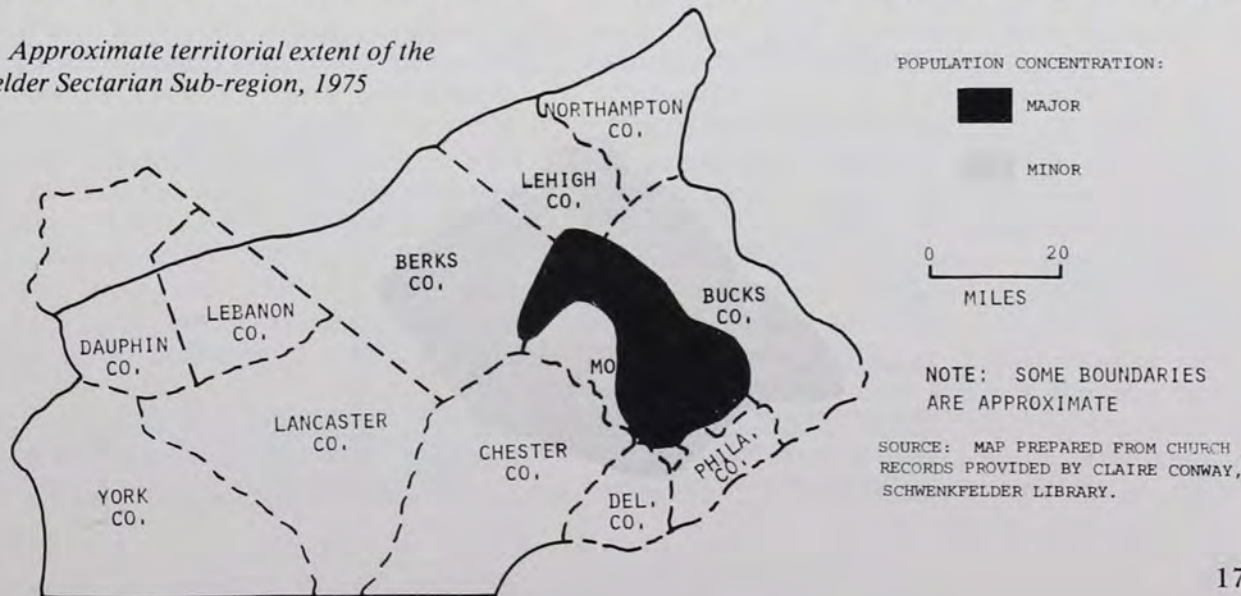 Approximate territorial extent of the
elder Sectarian Sub-region, 1975
POPULATION CONCENTRATION:
MAJOR
MINOR
0 20
MILES
NOTE: SOME BOUNDARIES
ARE APPROXIMATE
SOURCE: MAP PREPARED FROM CHURCH
RECORDS PROVIDED BY CLAIRE CONWAY,
SCHWENKFELDER LIBRARY.
NORTHAMPTON
CO.
LEHIGH
CO.
BERKS
CO.
BUCKS
CO.
LEBANON
CO.
DAUPHIN
CO.
MO
LANCASTER
CO.
CHESTER
CO.
PHILA.
CO.
DEL.
CO.
YORK
CO.
17